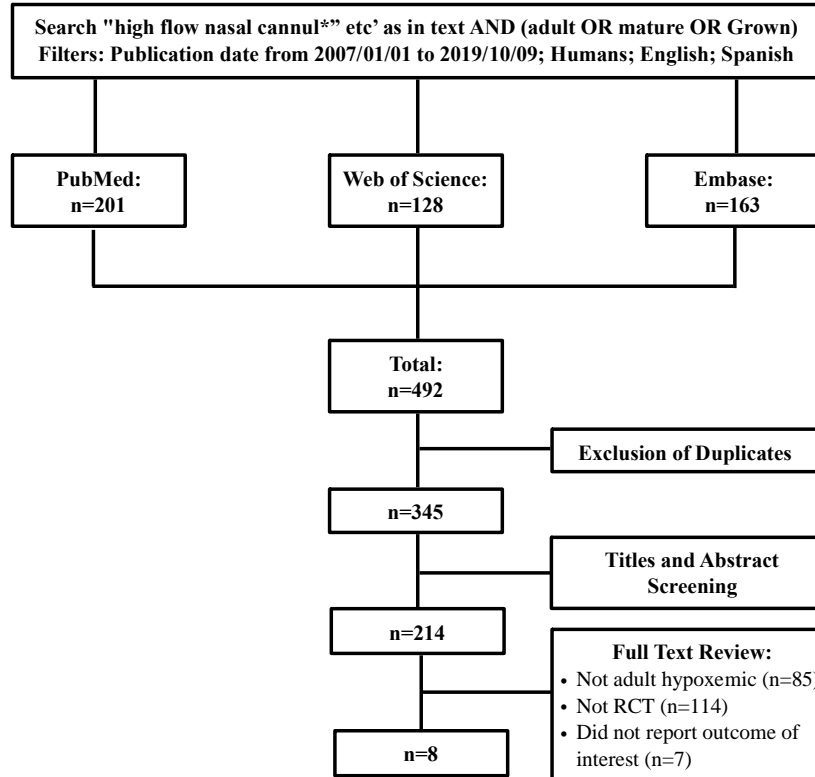 Search "high flow nasal cannul*” etc’ as in text AND (adult OR mature OR Grown)
Filters: Publication date from 2007/01/01 to 2019/10/09; Humans; English; Spanish
PubMed:
n=201
Web of Science:
n=128
Embase:
n=163
Total:
n=492
Exclusion of Duplicates
n=345
Titles and Abstract
Screening
n=214
Full Text Review:
• Not adult hypoxemic (n=85)
• Not RCT (n=114)
• Did not report outcome of
interest (n=7)
n=8